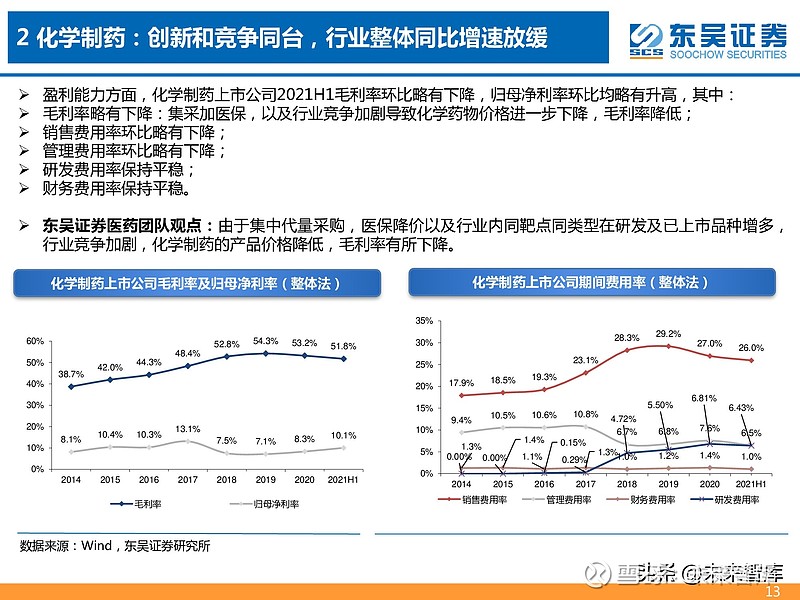 2 化学制药：创新和竞争同台，行业整体同比增速放缓
SCS
东吴证券
SOOCHOW SECURITIES
➢ 盈利能力方面，化学制药上市公司2021H1毛利率环比略有下降，归母净利率环比均略有升高，其中：
➢ 毛利率略有下降：集采加医保，以及行业竞争加剧导致化学药物价格进一步下降，毛利率降低；
➢ 销售费用率环比略有下降；
➢ 管理费用率环比略有下降；
➢ 研发费用率保持平稳；
➢ 财务费用率保持平稳。
➢ 东吴证券医药团队观点：由于集中代量采购，医保降价以及行业内同靶点同类型在研发及已上市品种增多，
行业竞争加剧，化学制药的产品价格降低，毛利率有所下降。
化学制药上市公司毛利率及归母净利率（整体法）
60%
50%
40%
30%
20%
10%
0%
38.7% 42.0% 44.3% 48.4% 52.8% 54.3% 53.2% 51.8%
8.1% 10.4% 10.3% 13.1% 7.5% 7.1% 8.3% 10.1%
2014 2015 2016 2017 2018 2019 2020 2021H1
毛利率 归母净利率
化学制药上市公司期间费用率（整体法）
35%
30%
25%
20%
15%
10%
5%
0%
17.9% 18.5% 19.3% 23.1% 28.3% 29.2% 27.0% 26.0%
9.4% 10.5% 10.6% 10.8% 6.7% 6.8% 7.6% 6.5%
1.3% 1.4% 1.1% 1.3% 1.0% 1.2% 1.4% 1.0%
0.00% 0.00% 0.15% 0.29% 4.72% 5.50% 6.81% 6.43%
2014 2015 2016 2017 2018 2019 2020 2021H1
销售费用率 管理费用率 财务费用率 研发费用率
数据来源：Wind，东吴证券研究所
头条 @未来智库
13